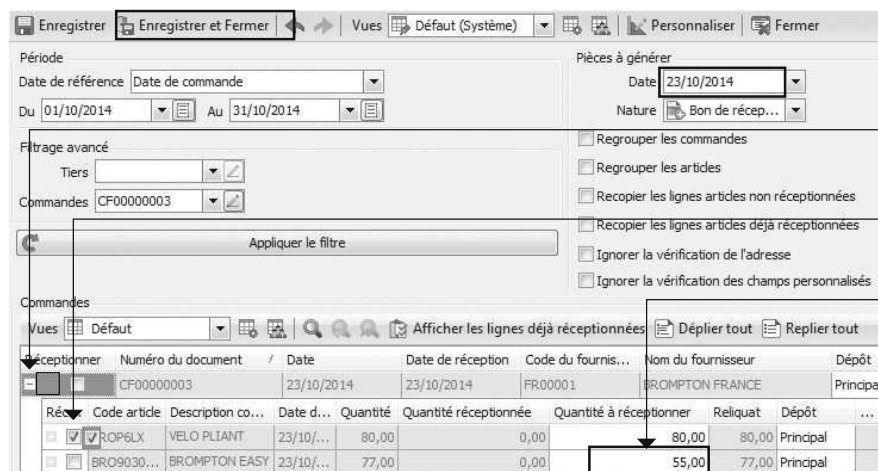 Enregistrer Enregistrer et Fermer Vues Défaut (Système) Personnaliser Fermer
Période
Pièces à générer
Date de référence Date de commande
Date 23/10/2014
Du 01/10/2014 Au 31/10/2014
Nature Bon de récep...
Filtrage avancé
Regrouper les commandes
Tiers
Regrouper les articles
Commandes CF00000003
Recopier les lignes articles non réceptionnées
Recopier les lignes articles déjà réceptionnées
Appliquer le filtre
Ignorer la vérification de l'adresse
Ignorer la vérification des champs personnalisés
Commandes
Vues Défaut Afficher les lignes déjà réceptionnées Déplier tout Replier tout
Réceptionner Numéro du document / Date Date de réception Code du fournis... Nom du fournisseur Dépôt
CF00000003 23/10/2014 23/10/2014 FR00001 BROMPTON FRANCE Principa
Code article Description co... Date d... Quantité Quantité réceptionnée Quantité à réceptionner Reliquat Dépôt ...
ROP6LX VELO PLIANT 23/10/... 80,00 0,00 80,00 80,00 Principal
BRO9030... BROMPTON EASY 23/10/... 77,00 0,00 55,00 77,00 Principal